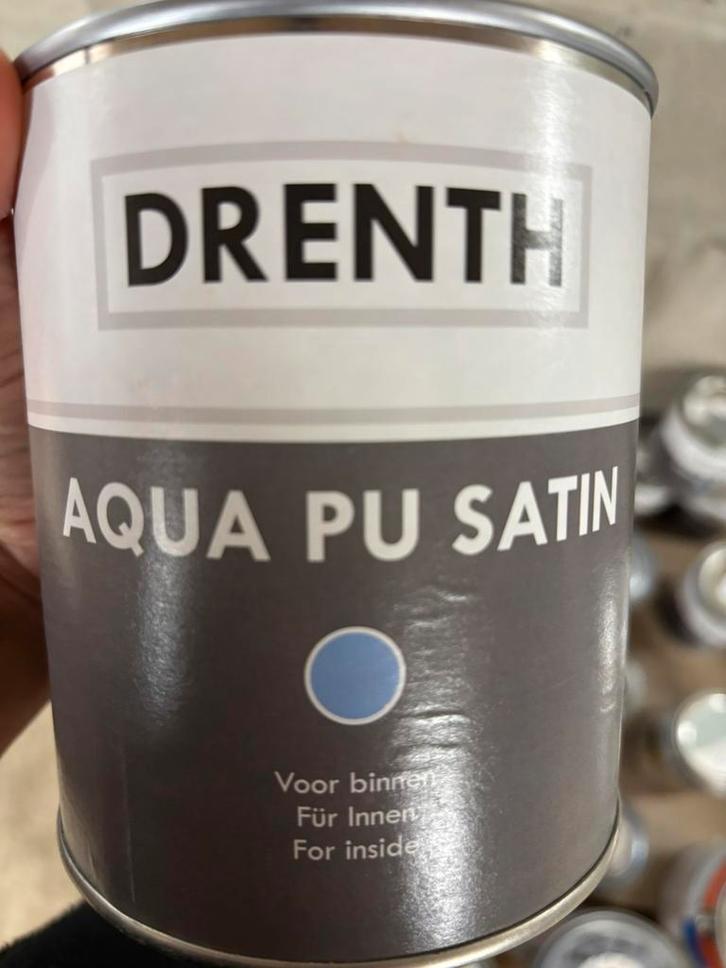 DRENTH
AQUA PU SATIN
Voor binnen
Für Innen
For inside